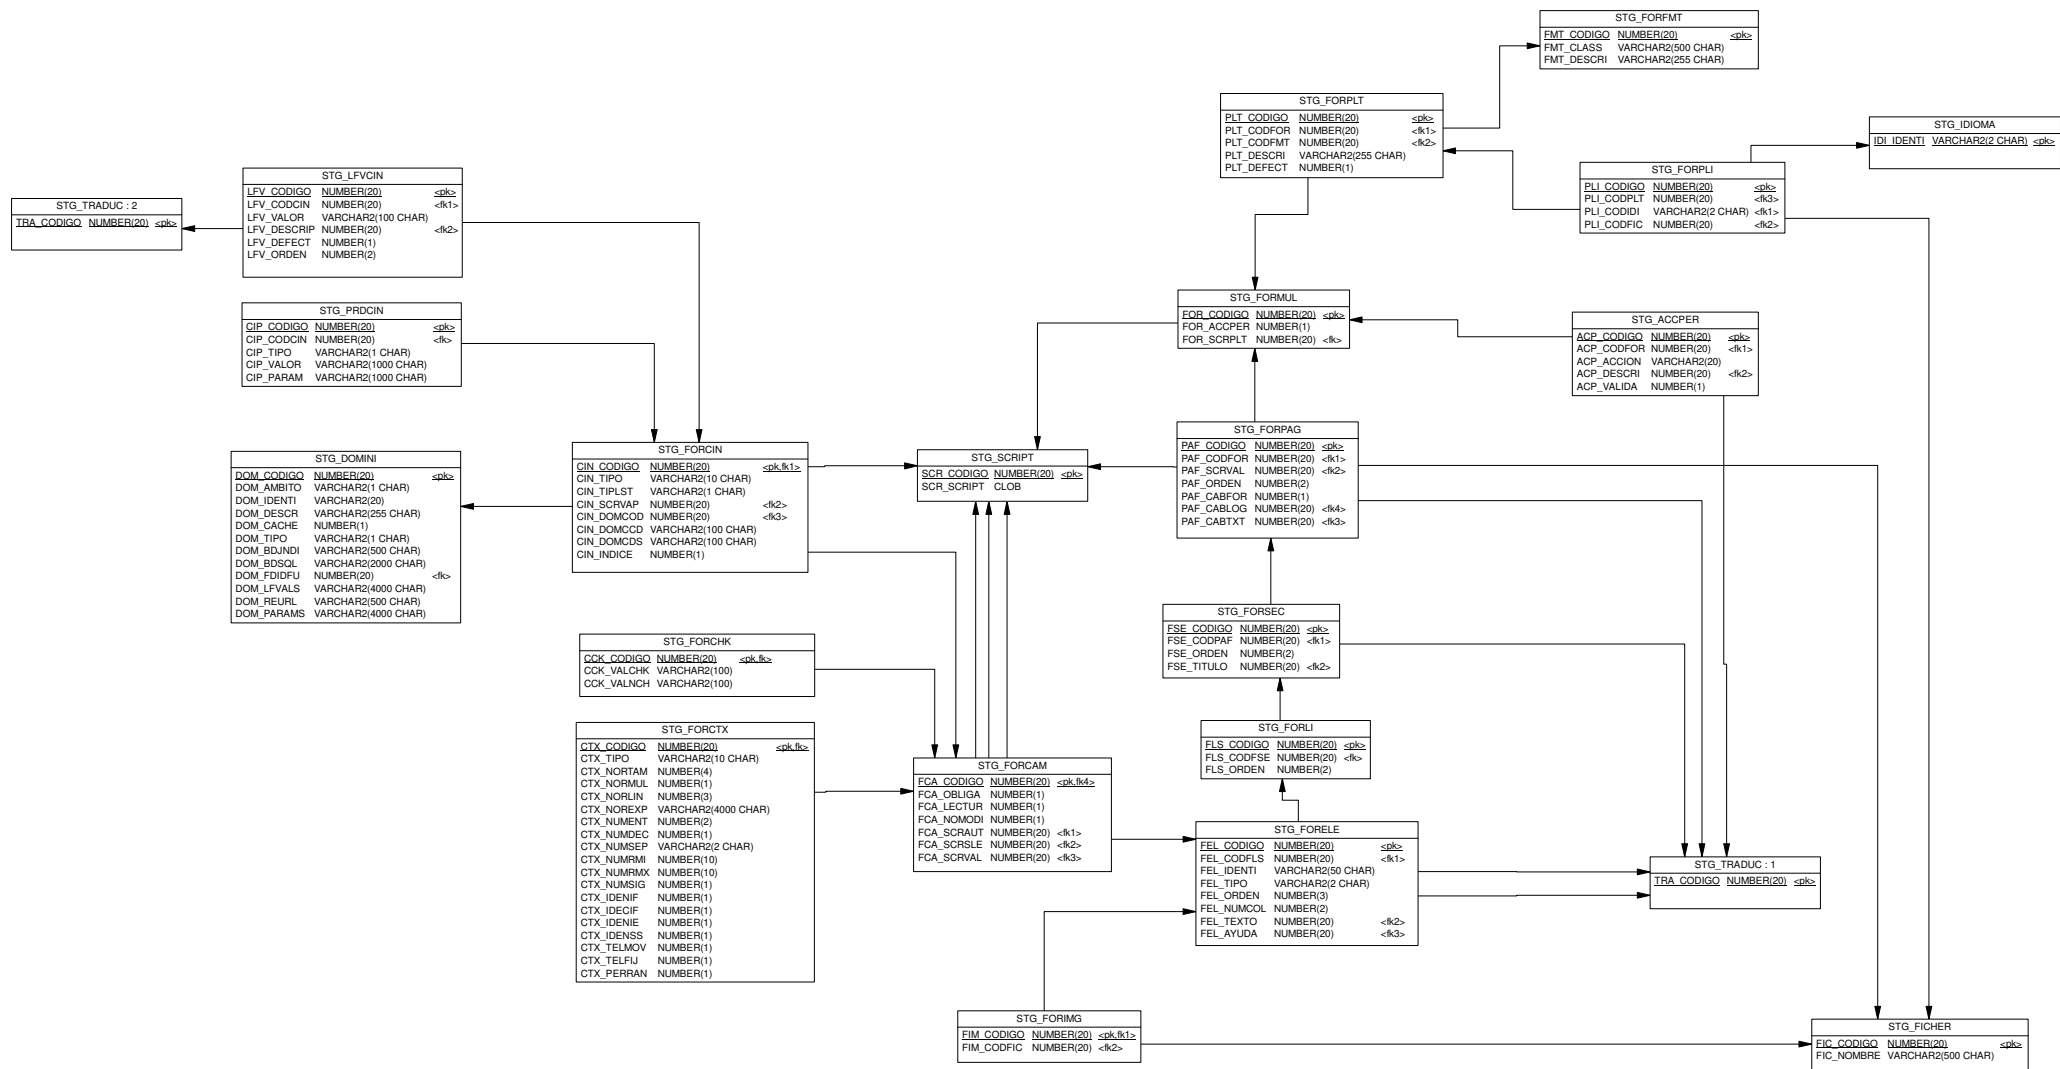 STG_FORFMT
FMT_CODIGO NUMBER(20) <pk>
FMT_CLASS VARCHAR2(500 CHAR)
FMT_DESCRI VARCHAR2(255 CHAR)
STG_FORPLT
PLT_CODIGO NUMBER(20) <pk>
PLT_CODFOR NUMBER(20) <fk1>
PLT_CODFMT NUMBER(20) <fk2>
PLT_DESCRI VARCHAR2(255 CHAR)
PLT_DEFECT NUMBER(1)
STG_IDIOMA
IDI_IDENTI VARCHAR2(2 CHAR) <pk>
STG_FORPLI
PLI_CODIGO NUMBER(20) <pk>
PLI_CODPLT NUMBER(20) <fk3>
PLI_CODIDI VARCHAR2(2 CHAR) <fk1>
PLI_CODFIC NUMBER(20) <fk2>
STG_LFVCIN
LFV_CODIGO NUMBER(20) <pk>
LFV_CODCIN NUMBER(20) <fk1>
LFV_VALOR VARCHAR2(100 CHAR)
LFV_DESCRIP NUMBER(20) <fk2>
LFV_DEFECT NUMBER(1)
LFV_ORDEN NUMBER(2)
STG_TRADUC : 2
TRA_CODIGO NUMBER(20) <pk>
STG_PRDCIN
CIP_CODIGO NUMBER(20) <pk>
CIP_CODCIN NUMBER(20) <fk>
CIP_TIPO VARCHAR2(1 CHAR)
CIP_VALOR VARCHAR2(1000 CHAR)
CIP_PARAM VARCHAR2(1000 CHAR)
STG_FORMUL
FOR_CODIGO NUMBER(20) <pk>
FOR_ACCPER NUMBER(1)
FOR_SCRPLT NUMBER(20) <fk>
STG_ACCPER
ACP_CODIGO NUMBER(20) <pk>
ACP_CODFOR NUMBER(20) <fk1>
ACP_ACCION VARCHAR2(20)
ACP_DESCRI NUMBER(20) <fk2>
ACP_VALIDA NUMBER(1)
STG_DOMINI
DOM_CODIGO NUMBER(20) <pk>
DOM_AMBITO VARCHAR2(1 CHAR)
DOM_IDENTI VARCHAR2(20)
DOM_DESCR VARCHAR2(255 CHAR)
DOM_CACHE NUMBER(1)
DOM_TIPO VARCHAR2(1 CHAR)
DOM_BDJNDI VARCHAR2(500 CHAR)
DOM_BDSQL VARCHAR2(2000 CHAR)
DOM_FDIDFU NUMBER(20) <fk>
DOM_LFVALS VARCHAR2(4000 CHAR)
DOM_REURL VARCHAR2(500 CHAR)
DOM_PARAMS VARCHAR2(4000 CHAR)
STG_FORCIN
CIN_CODIGO NUMBER(20) <pk,fk1>
CIN_TIPO VARCHAR2(10 CHAR)
CIN_TIPLST VARCHAR2(1 CHAR)
CIN_SCRVAP NUMBER(20) <fk2>
CIN_DOMCOD NUMBER(20) <fk3>
CIN_DOMCCD VARCHAR2(100 CHAR)
CIN_DOMCDS VARCHAR2(100 CHAR)
CIN_INDICE NUMBER(1)
STG_SCRIPT
SCR_CODIGO NUMBER(20) <pk>
SCR_SCRIPT CLOB
STG_FORPAG
PAF_CODIGO NUMBER(20) <pk>
PAF_CODFOR NUMBER(20) <fk1>
PAF_SCRVAL NUMBER(20) <fk2>
PAF_ORDEN NUMBER(2)
PAF_CABFOR NUMBER(1)
PAF_CABLOG NUMBER(20) <fk4>
PAF_CABTXT NUMBER(20) <fk3>
STG_FORSEC
FSE_CODIGO NUMBER(20) <pk>
FSE_CODPAF NUMBER(20) <fk1>
FSE_ORDEN NUMBER(2)
FSE_TITULO NUMBER(20) <fk2>
STG_FORCHK
CCK_CODIGO NUMBER(20) <pk,fk>
CCK_VALCHK VARCHAR2(100)
CCK_VALNCH VARCHAR2(100)
STG_FORCTX
CTX_CODIGO NUMBER(20) <pk,fk>
CTX_TIPO VARCHAR2(10 CHAR)
CTX_NORTAM NUMBER(4)
CTX_NORMUL NUMBER(1)
CTX_NORLIN NUMBER(3)
CTX_NOREXP VARCHAR2(4000 CHAR)
CTX_NUMENT NUMBER(2)
CTX_NUMDEC NUMBER(1)
CTX_NUMSEP VARCHAR2(2 CHAR)
CTX_NUMRMI NUMBER(10)
CTX_NUMRMX NUMBER(10)
CTX_NUMSIG NUMBER(1)
CTX_IDENIF NUMBER(1)
CTX_IDECIF NUMBER(1)
CTX_IDENIE NUMBER(1)
CTX_IDENSS NUMBER(1)
CTX_TELMOV NUMBER(1)
CTX_TELFIJ NUMBER(1)
CTX_PERRAN NUMBER(1)
STG_FORLI
FLS_CODIGO NUMBER(20) <pk>
FLS_CODFSE NUMBER(20) <fk>
FLS_ORDEN NUMBER(2)
STG_FORCAM
FCA_CODIGO NUMBER(20) <pk,fk4>
FCA_OBLIGA NUMBER(1)
FCA_LECTUR NUMBER(1)
FCA_NOMODI NUMBER(1)
FCA_SCRAUT NUMBER(20) <fk1>
FCA_SCRSLE NUMBER(20) <fk2>
FCA_SCRVAL NUMBER(20) <fk3>
STG_FORELE
FEL_CODIGO NUMBER(20) <pk>
FEL_CODFLS NUMBER(20) <fk1>
FEL_IDENTI VARCHAR2(50 CHAR)
FEL_TIPO VARCHAR2(2 CHAR)
FEL_ORDEN NUMBER(3)
FEL_NUMCOL NUMBER(2)
FEL_TEXTO NUMBER(20) <fk2>
FEL_AYUDA NUMBER(20) <fk3>
STG_TRADUC : 1
TRA_CODIGO NUMBER(20) <pk>
STG_FORIMG
FIM_CODIGO NUMBER(20) <pk,fk1>
FIM_CODFIC NUMBER(20) <fk2>
STG_FICHER
FIC_CODIGO NUMBER(20) <pk>
FIC_NOMBRE VARCHAR2(500 CHAR)